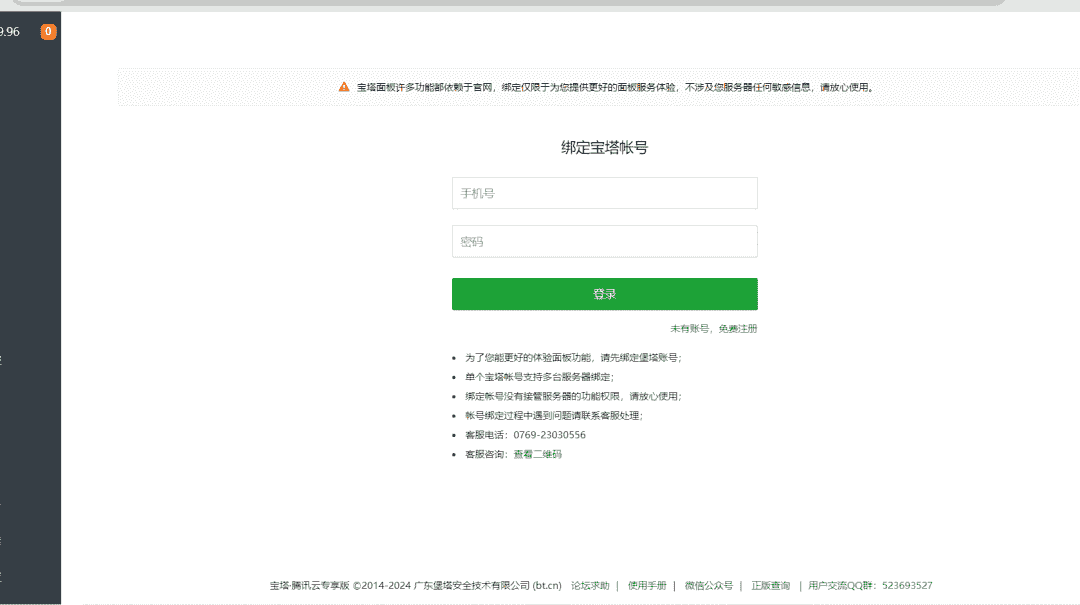 9.96 0
宝塔面板许多功能都依赖于官网，绑定仅限于为您提供更好的面板服务体验，不涉及您服务器任何敏感信息，请放心使用。
绑定宝塔帐号
手机号
密码
登录
未有账号，免费注册
为了您能更好的体验面板功能，请先绑定堡塔账号；
单个宝塔帐号支持多台服务器绑定；
绑定帐号没有接管服务器的功能权限，请放心使用；
帐号绑定过程中遇到问题请联系客服处理；
客服电话：0769-23030556
客服咨询：查看二维码
宝塔·腾讯云专享版 ©2014-2024 广东堡塔安全技术有限公司 (bt.cn) 论坛求助 | 使用手册 | 微信公众号 | 正版查询 | 用户交流QQ群：523693527